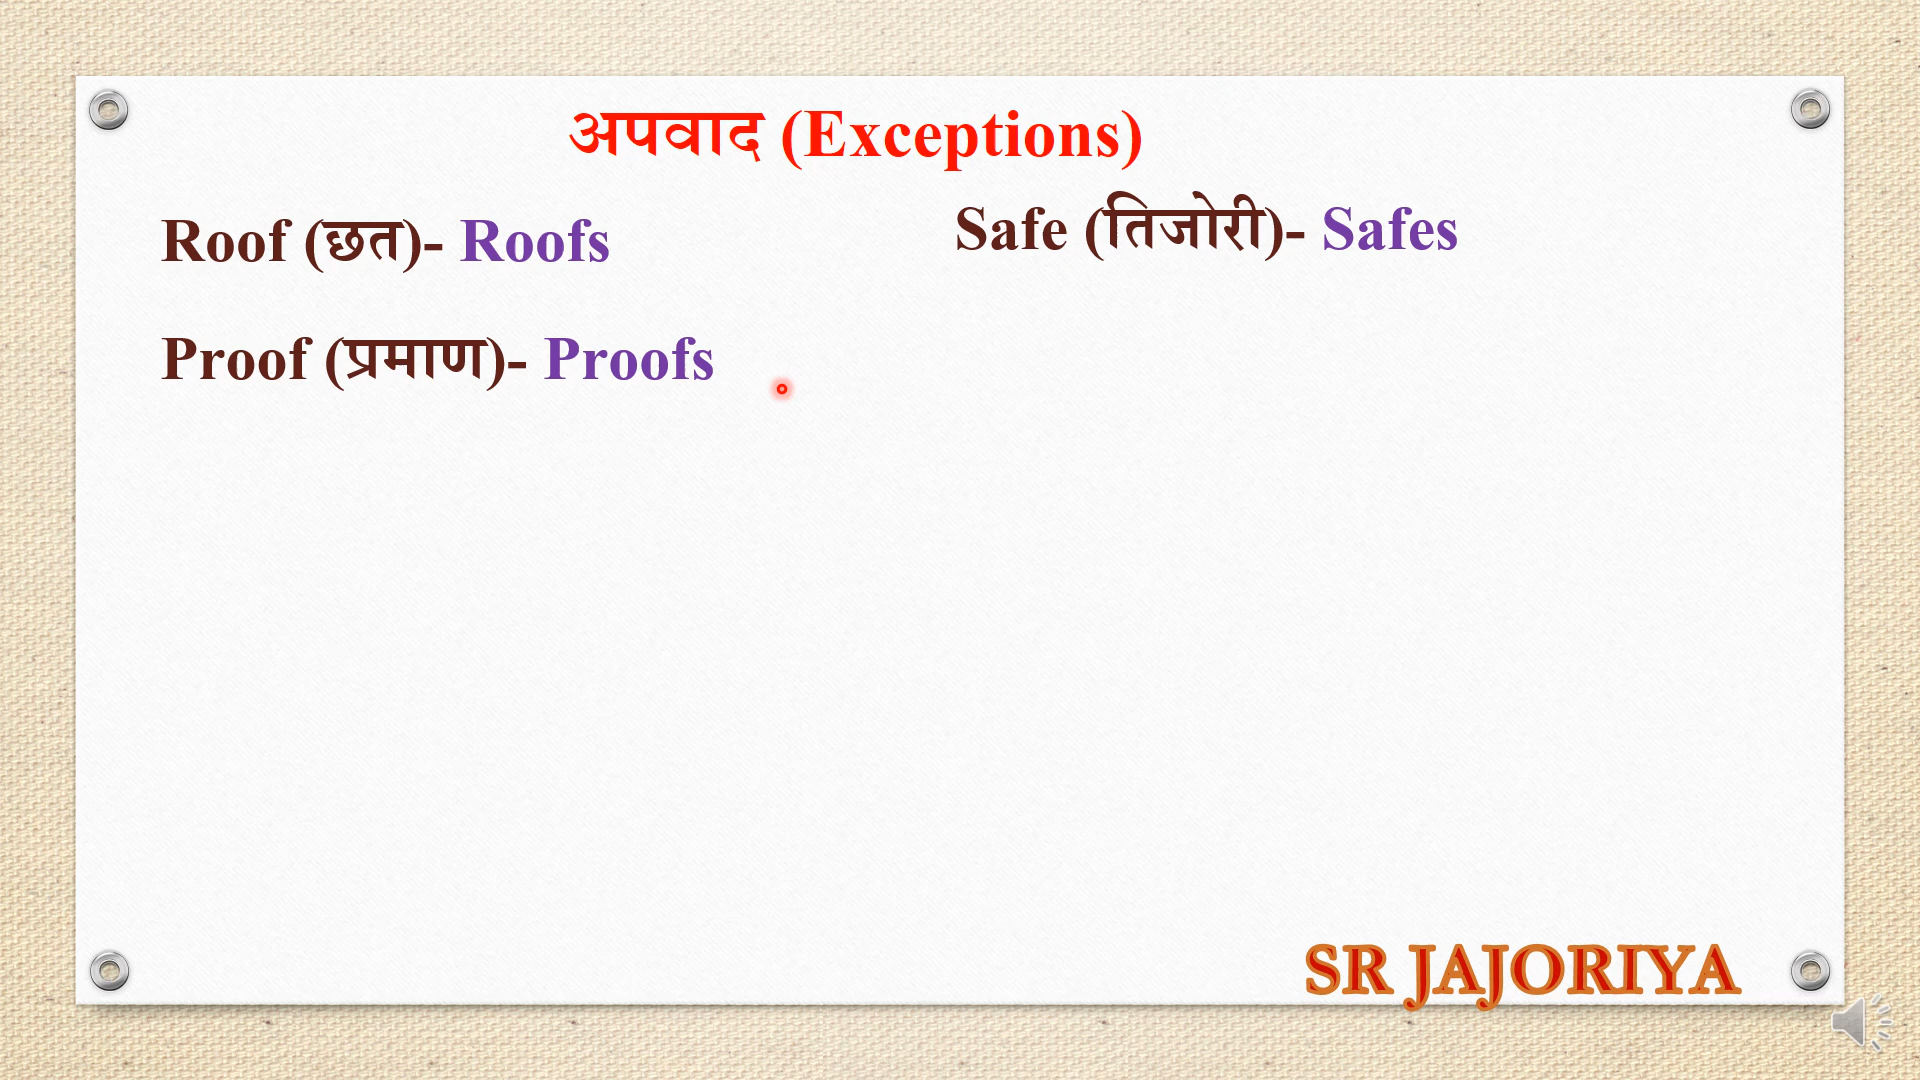 अपवाद (Exceptions)
Roof (छत)- Roofs
Safe (तिजोरी)- Safes
Proof (प्रमाण)- Proofs
SR JAJORIYA